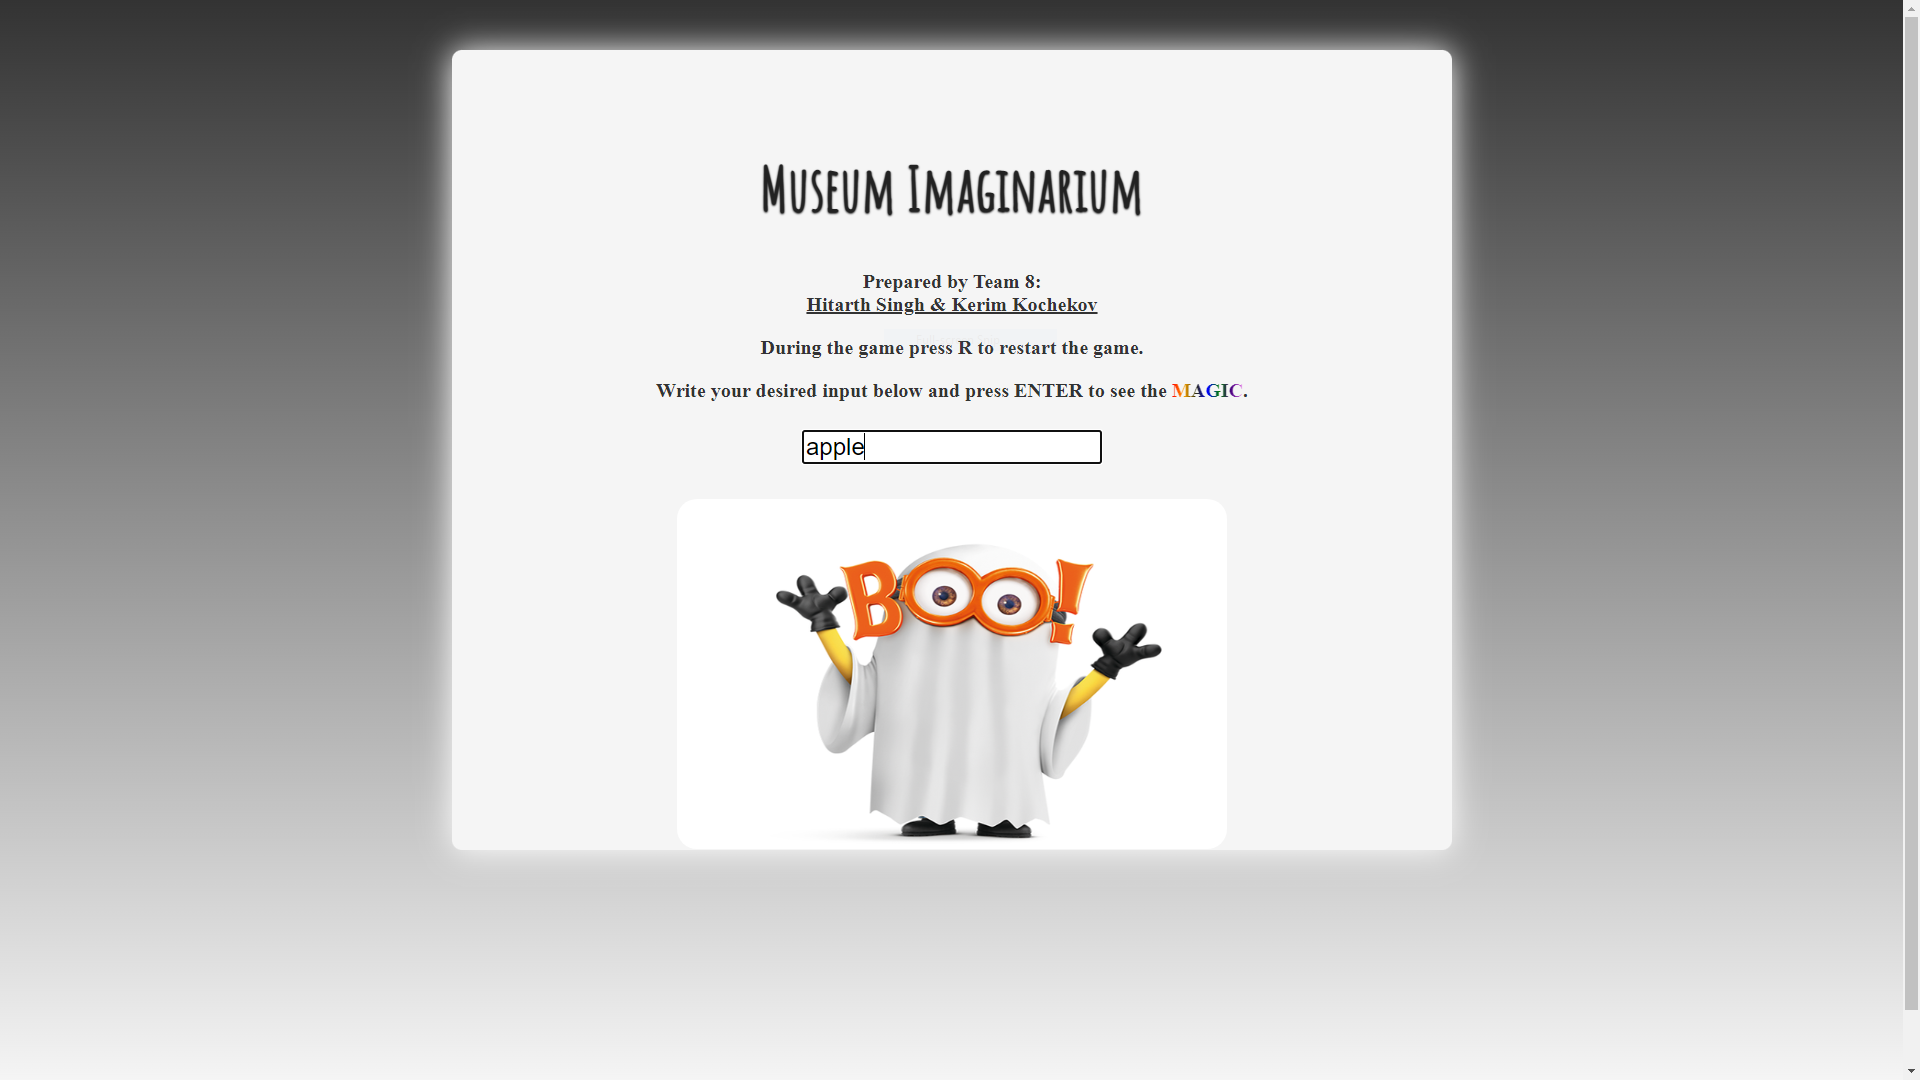 Museum Imaginarium
Prepared by Team 8:
Hitarth Singh & Kerim Kochekov
During the game press R to restart the game.
Write your desired input below and press ENTER to see the MAGIC.
apple
BOO!